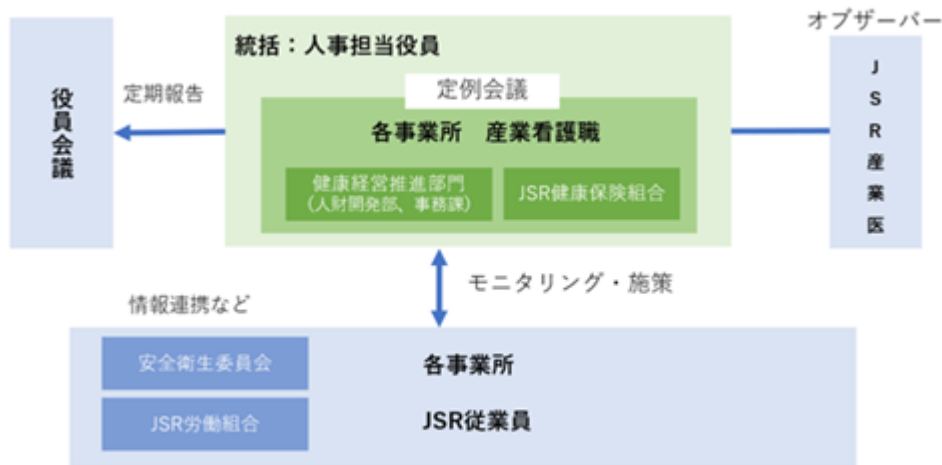 オブザーバー
統括：人事担当役員
役員会議
定期報告
定例会議
各事業所　産業看護職
健康経営推進部門
（人財開発部、事務課）
JSR健康保険組合
JSR産業医
モニタリング・施策
情報連携など
安全衛生委員会
各事業所
JSR労働組合
JSR従業員